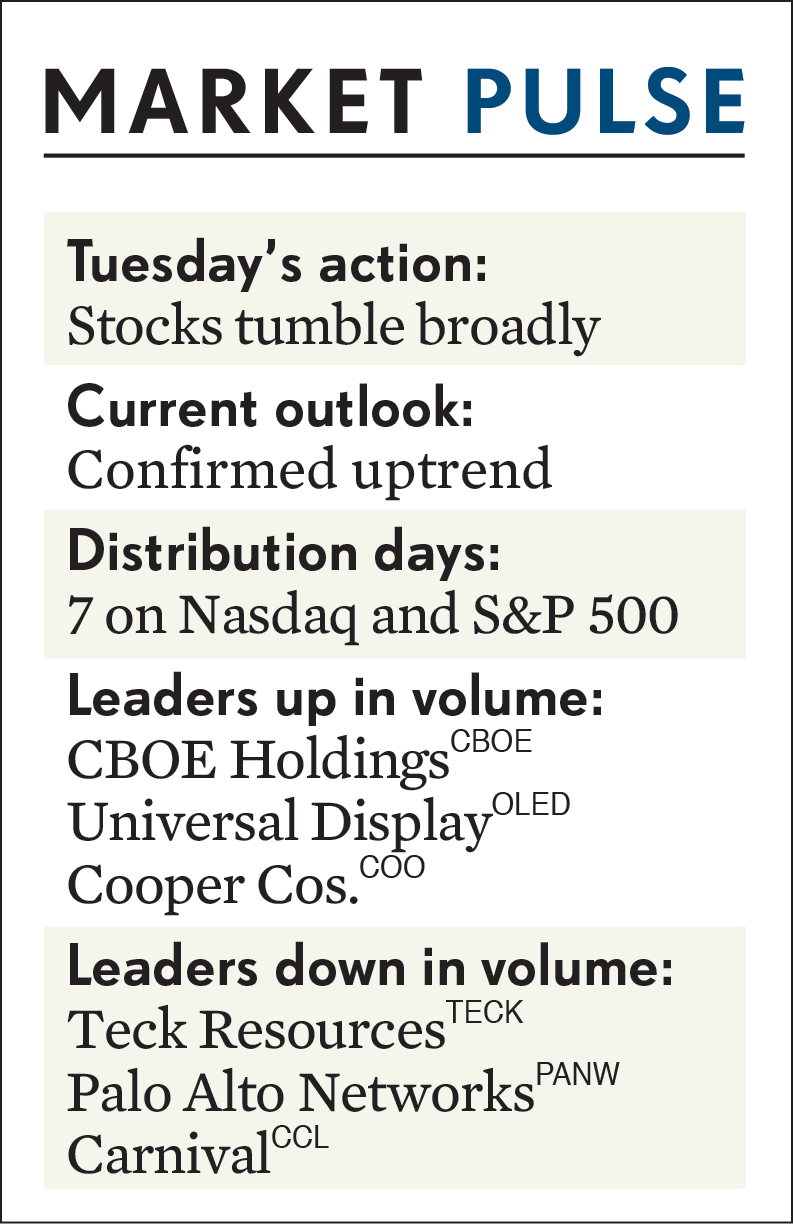 MARKET PULSE
Tuesday’s action:
Stocks tumble broadly
Current outlook:
Confirmed uptrend
Distribution days:
7 on Nasdaq and S&P 500
Leaders up in volume:
CBOE Holdings CBOE
Universal Display OLED
Cooper Cos. COO
Leaders down in volume:
Teck Resources TECK
Palo Alto Networks PANW
Carnival CCL